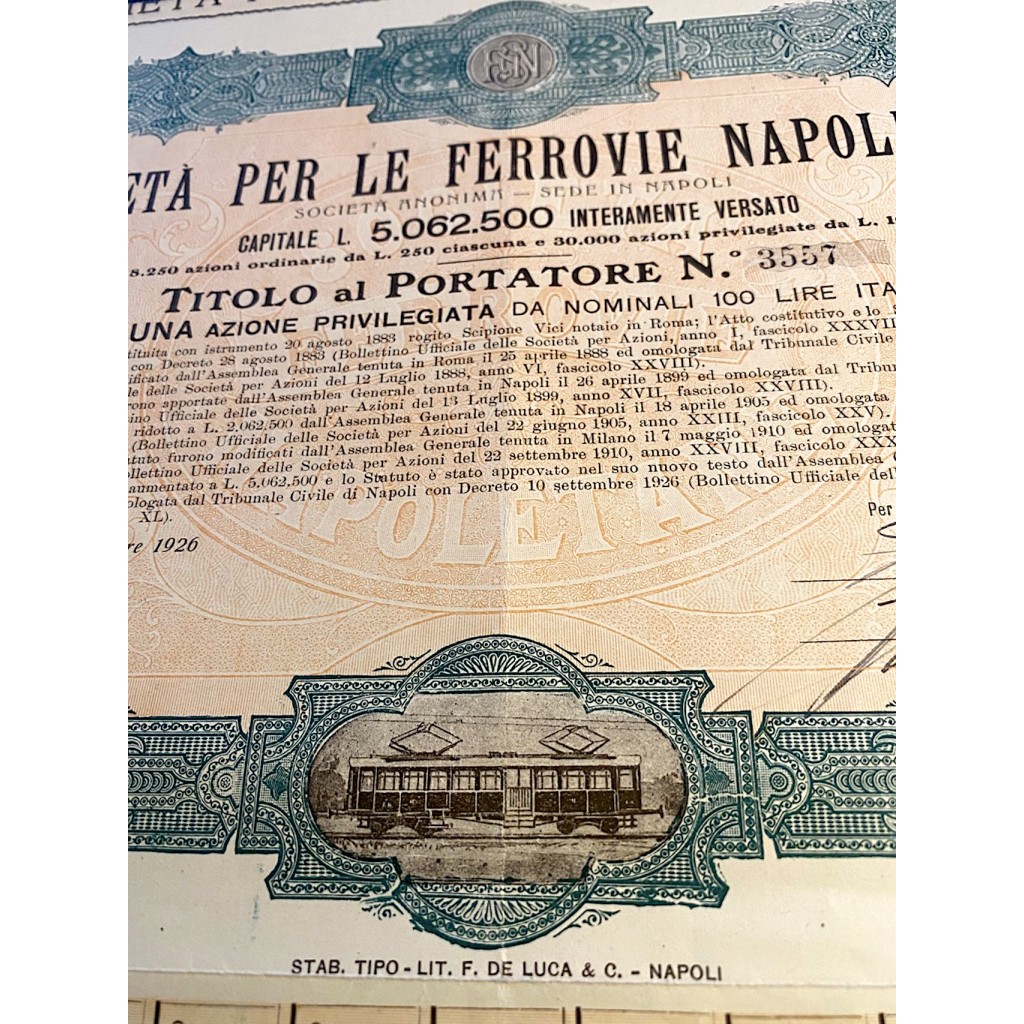 ETÀ PER LE FERROVIE NAPOL
SOCIETÀ ANONIMA — SEDE IN NAPOLI
CAPITALE L. 5.062.500 INTERAMENTE VERSATO
8.250 azioni ordinarie da L. 250 ciascuna e 30.000 azioni privilegiate da L. 1
TITOLO al PORTATORE N.° 3557
UNA AZIONE PRIVILEGIATA DA NOMINALI 100 LIRE ITA
tituita con istrumento 20 agosto 1883 rogito Scipione Vici notaio in Roma; l'Atto costitutivo e lo
con Decreto 28 agosto 1883 (Bollettino Ufficiale delle Società per Azioni, anno I, fascicolo XXXVII
ificato dall'Assemblea Generale tenuta in Roma il 25 aprile 1888 ed omologata dal Tribunale Civile
le delle Società per Azioni del 12 Luglio 1888, anno VI, fascicolo XXVIII).
rono apportate dall'Assemblea Generale tenuta in Napoli il 26 aprile 1899 ed omologata dal Tribun
ino Ufficiale delle Società per Azioni del 13 Luglio 1899, anno XVII, fascicolo XXVIII).
ridotto a L. 2.062.500 dall'Assemblea Generale tenuta in Napoli il 18 aprile 1905 ed omologata
(Bollettino Ufficiale delle Società per Azioni del 22 giugno 1905, anno XXIII, fascicolo XXV).
tuto furono modificati dall'Assemblea Generale tenuta in Milano il 7 maggio 1910 ed omologat
ollettino Ufficiale delle Società per Azioni del 22 settembre 1910, anno XXVIII, fascicolo XXX
aumentato a L. 5.062.500 e lo Statuto è stato approvato nel suo nuovo testo dall'Assemblea G
ologata dal Tribunale Civile di Napoli con Decreto 10 settembre 1926 (Bollettino Ufficiale del
XL).
Per
re 1926
APOLETA
STAB. TIPO - LIT. F. DE LUCA & C. - NAPOLI